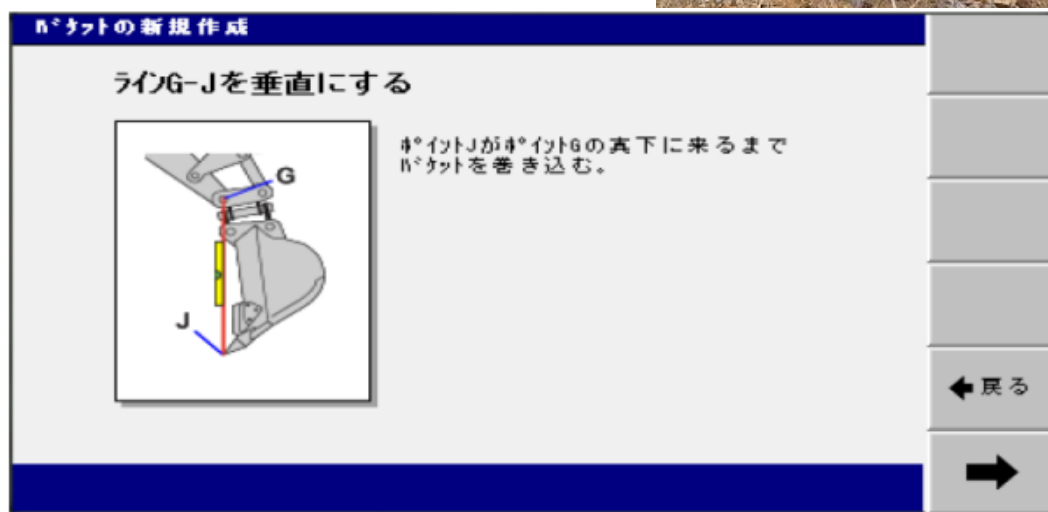 バケットの新規作成
ラインG-Jを垂直にする
G
J
ポイントJがポイントGの真下に来るまで
バケットを巻き込む。
戻る